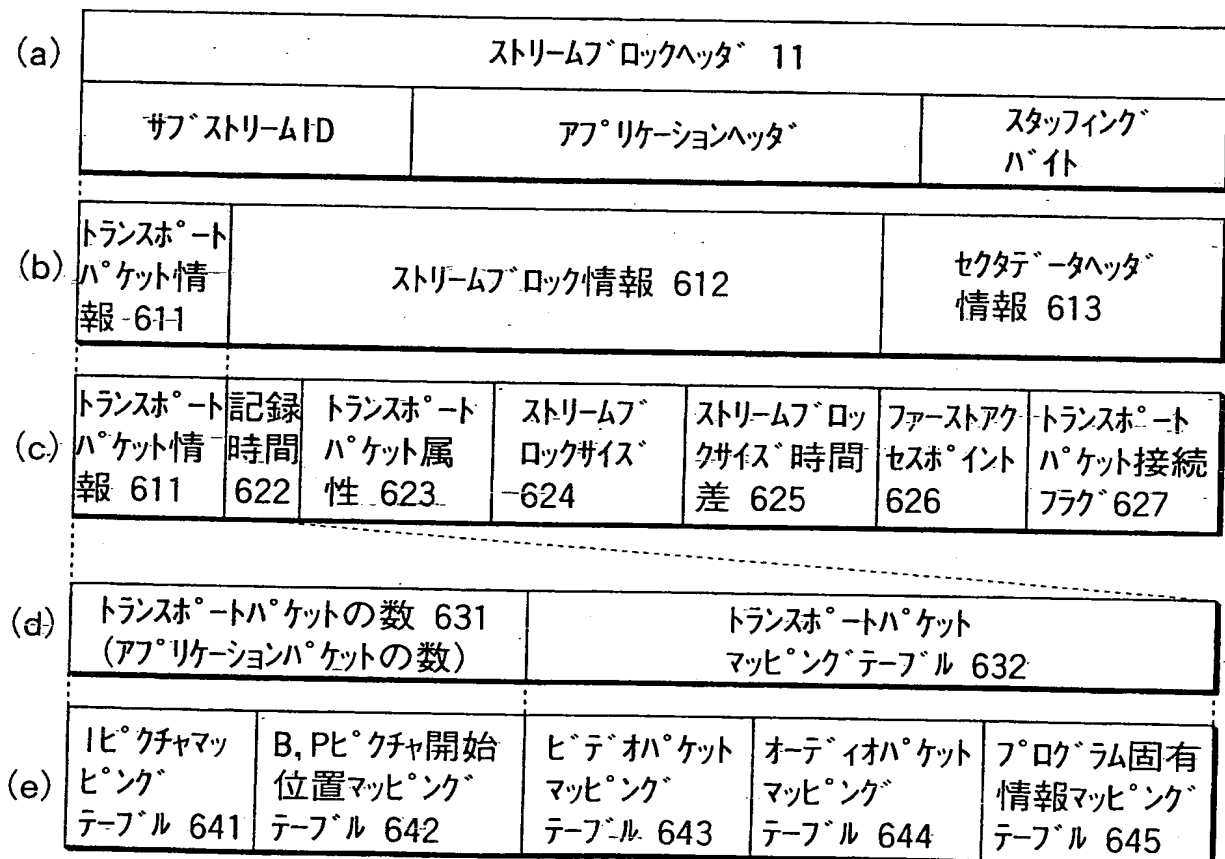 (a)
ストリームブロックヘッダ 11
サブストリームID
アプリケーションヘッダ
スタッフィング
バイト
(b)
トランスポート
パケット情
報 611
ストリームブロック情報 612
セクタデータヘッダ
情報 613
(c)
トランスポート
パケット情
報 611
記録
時間
622
トランスポート
パケット属
性 623
ストリームブ
ロックサイズ
624
ストリームブロッ
クサイズ時間
差 625
ファーストアク
セスポイント
626
トランスポート
パケット接続
フラグ 627
(d)
トランスポートパケットの数 631
(アプリケーションパケットの数)
トランスポートパケット
マッピングテーブル 632
(e)
Iピクチャマッ
ピング
テーブル 641
B,Pピクチャ開始
位置マッピング
テーブル 642
ビデオパケット
マッピング
テーブル 643
オーディオパケット
マッピング
テーブル 644
プログラム固有
情報マッピング
テーブル 645